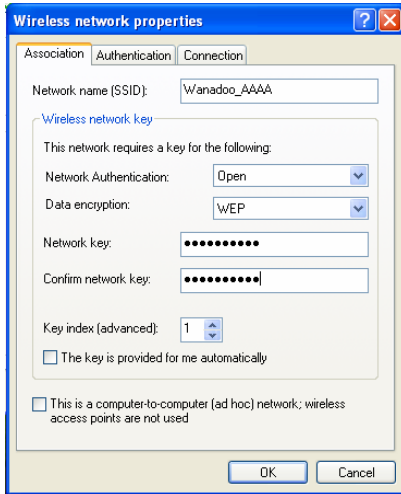 Wireless network properties
Association Authentication Connection
Network name (SSID): Wanadoo_AAAA
Wireless network key
This network requires a key for the following:
Network Authentication: Open
Data encryption: WEP
Network key: ●●●●●●●●●●
Confirm network key: ●●●●●●●●●●
Key index (advanced): 1
The key is provided for me automatically
This is a computer-to-computer (ad hoc) network; wireless
access points are not used
OK Cancel